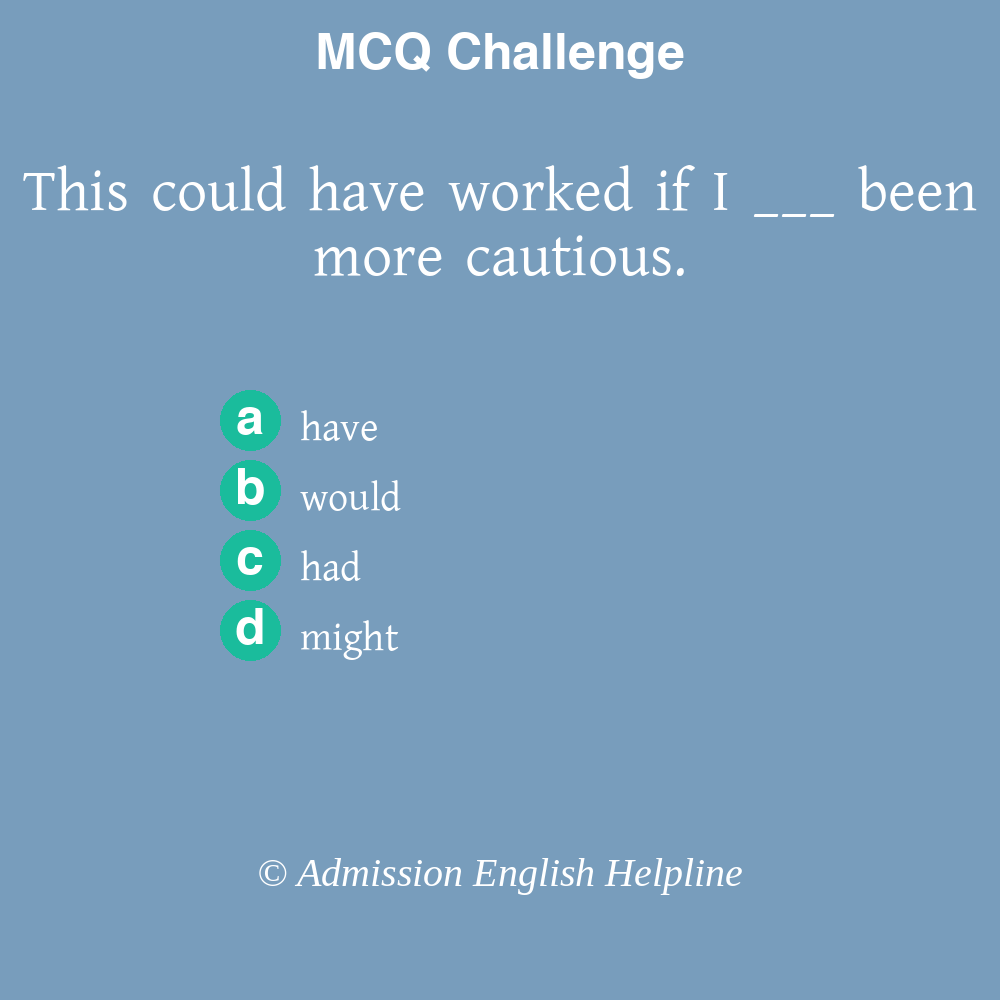 MCQ Challenge
This could have worked if I ___ been
more cautious.
a have
b would
c had
d might
© Admission English Helpline